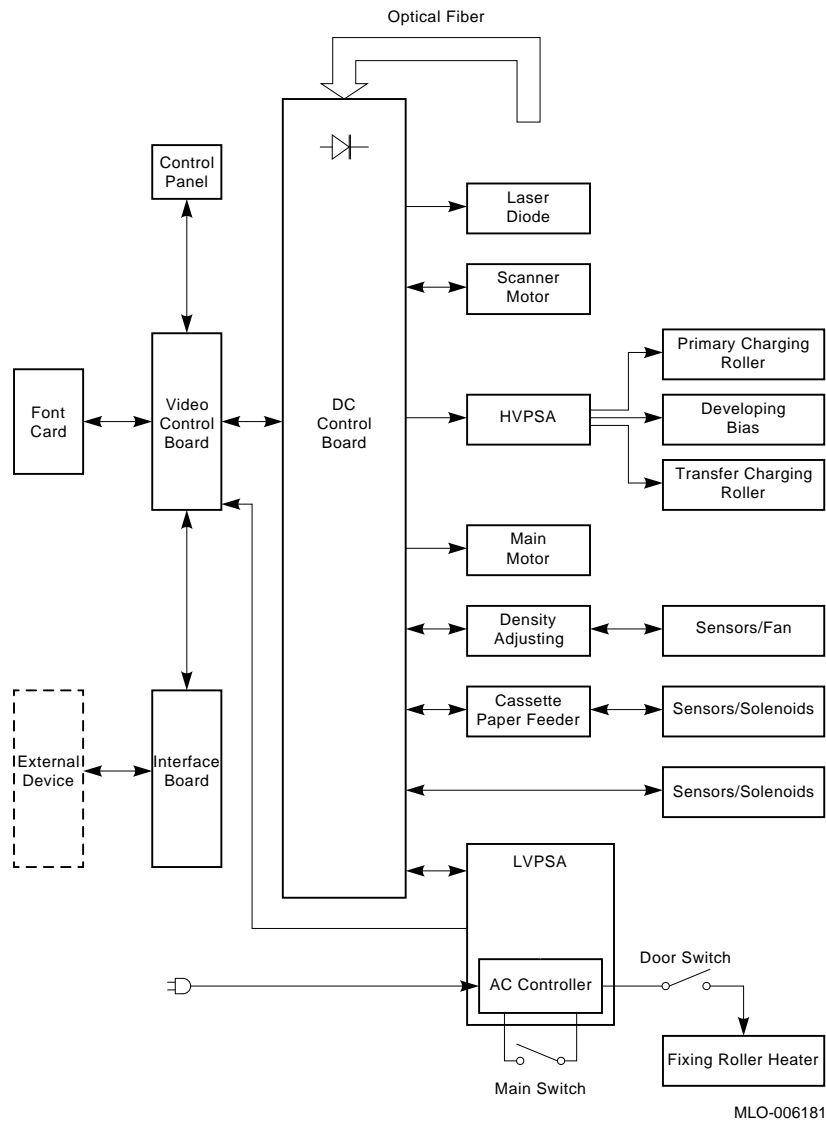 Optical Fiber
Control
Panel
Laser
Diode
Scanner
Motor
Primary Charging
Roller
Font
Card
Video
Control
Board
DC
Control
Board
HVPSA
Developing
Bias
Transfer Charging
Roller
Main
Motor
Density
Adjusting
Sensors/Fan
Cassette
Paper Feeder
Sensors/Solenoids
External
Device
Interface
Board
Sensors/Solenoids
LVPSA
Door Switch
AC Controller
Fixing Roller Heater
Main Switch
MLO-006181